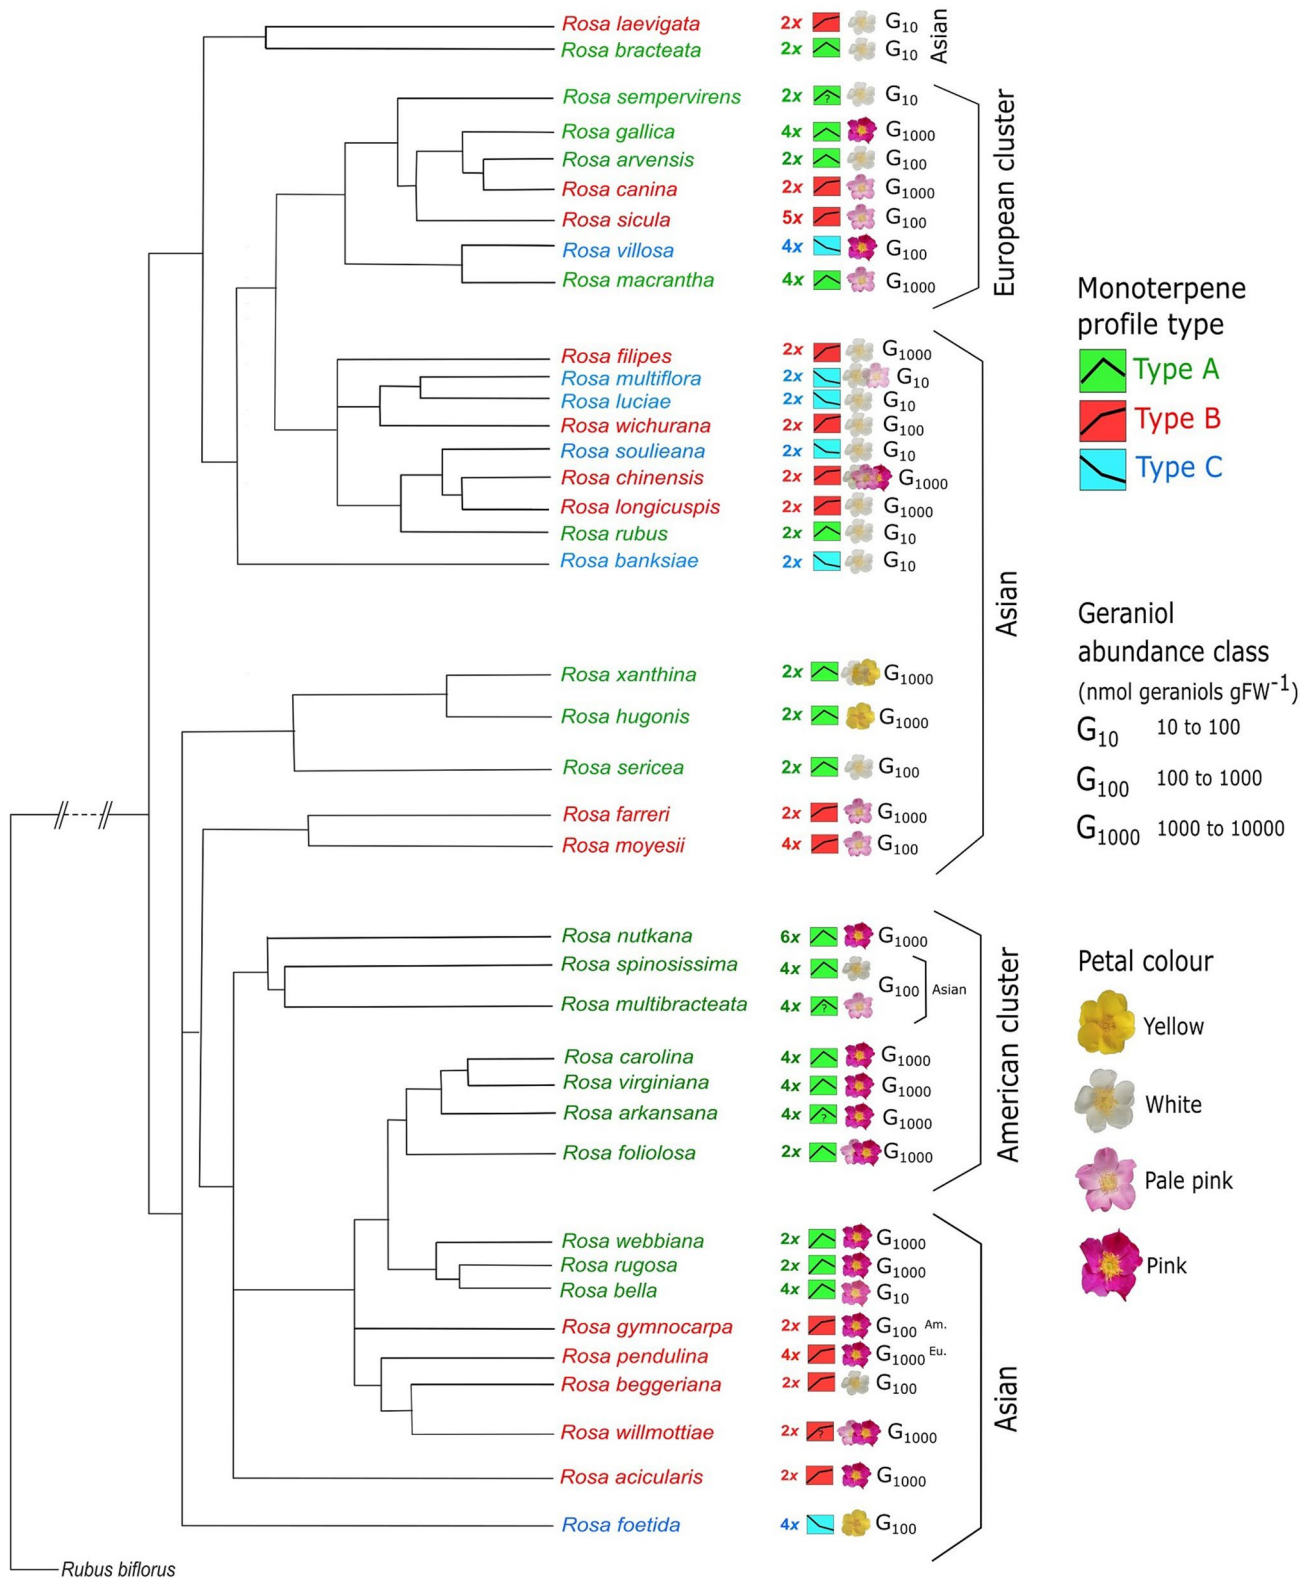 Rosa laevigata 2x G10
Rosa bracteata 2x G10
Asian
Rosa sempervirens 2x ? G10
Rosa gallica 4x G1000
Rosa arvensis 2x G100
Rosa canina 2x G1000
Rosa sicula 5x G100
Rosa villosa 4x G100
Rosa macrantha 4x G1000
European cluster
Rosa filipes 2x G1000
Rosa multiflora 2x G10
Rosa luciae 2x G10
Rosa wichurana 2x G100
Rosa soulieana 2x G10
Rosa chinensis 2x G1000
Rosa longicuspis 2x G1000
Rosa rubus 2x G10
Rosa banksiae 2x G10
Rosa xanthina 2x G1000
Rosa hugonis 2x G1000
Rosa sericea 2x G100
Rosa farreri 2x G1000
Rosa moyesii 4x G100
Asian
Rosa nutkana 6x G1000
Rosa spinosissima 4x
G100 Asian
Rosa multibracteata 4x ?
Rosa carolina 4x G1000
Rosa virginiana 4x G1000
Rosa arkansana 4x ? G1000
Rosa foliolosa 2x G1000
American cluster
Rosa webbiana 2x G1000
Rosa rugosa 2x G1000
Rosa bella 4x G10
Rosa gymnocarpa 2x G100 Am.
Rosa pendulina 4x G1000 Eu.
Rosa beggeriana 2x G100
Rosa willmottiae 2x ? G1000
Rosa acicularis 2x G1000
Rosa foetida 4x G100
Asian
Rubus biflorus
Monoterpene
profile type
Type A
Type B
Type C
Geraniol
abundance class
(nmol geraniols gFW-1)
G10 10 to 100
G100 100 to 1000
G1000 1000 to 10000
Petal colour
Yellow
White
Pale pink
Pink